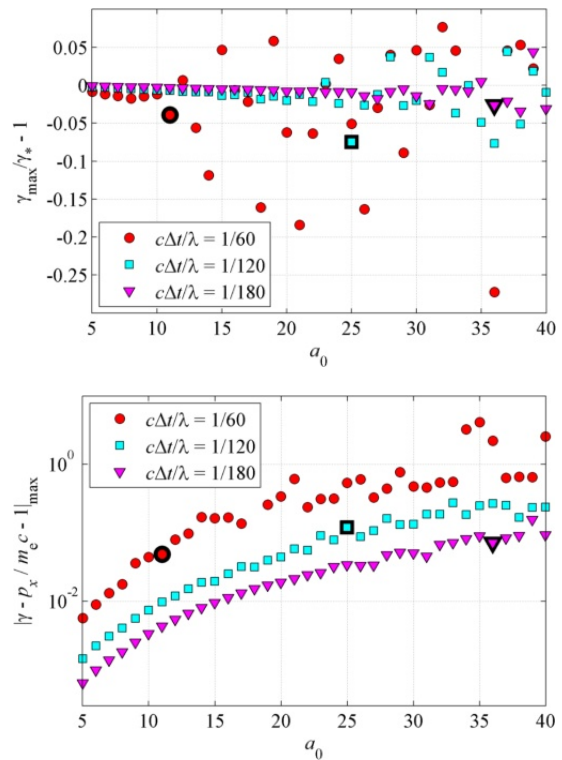 γmax/γ* - 1
0.05
0
-0.05
-0.1
-0.15
-0.2
-0.25
cΔt/λ = 1/60
cΔt/λ = 1/120
cΔt/λ = 1/180
5 10 15 20 25 30 35 40
a₀
|γ - pₓ / mₑ c - 1|max
10⁰
10⁻²
cΔt/λ = 1/60
cΔt/λ = 1/120
cΔt/λ = 1/180
5 10 15 20 25 30 35 40
a₀